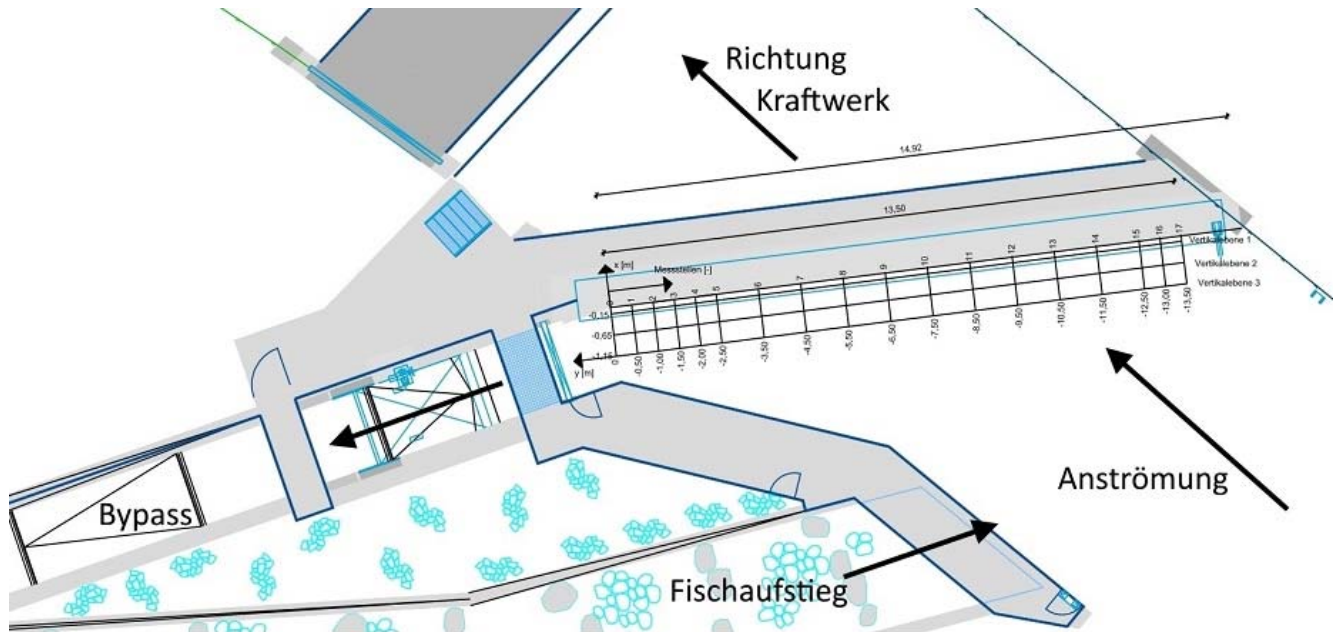 Richtung
Kraftwerk
14,92
13,50
x [m]
Messstellen [-]
0 1 2 3 4 5 6 7 8 9 10 11 12 13 14 15 16 17
Vertikalebene 1
Vertikalebene 2
Vertikalebene 3
-0,15
-0,65
-1,15
0 -0,50 -1,00 -1,50 -2,00 -2,50 -3,50 -4,50 -5,50 -6,50 -7,50 -8,50 -9,50 -10,50 -11,50 -12,50 -13,00 -13,50
y [m]
Anströmung
Bypass
Fischaufstieg